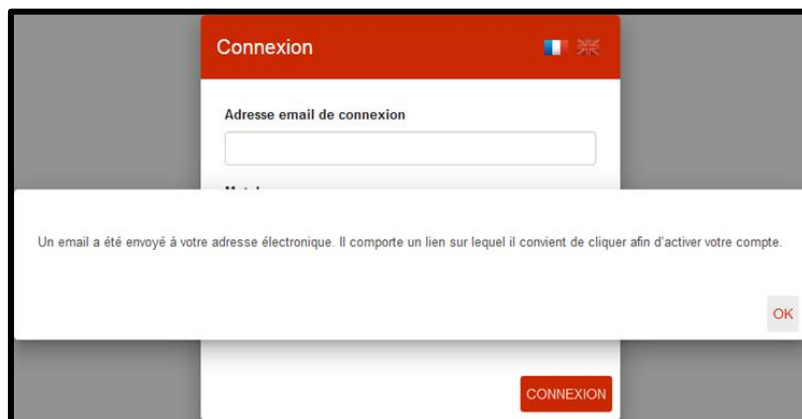 Connexion
Adresse email de connexion
Un email a été envoyé à votre adresse électronique. Il comporte un lien sur lequel il convient de cliquer afin d'activer votre compte.
OK
CONNEXION